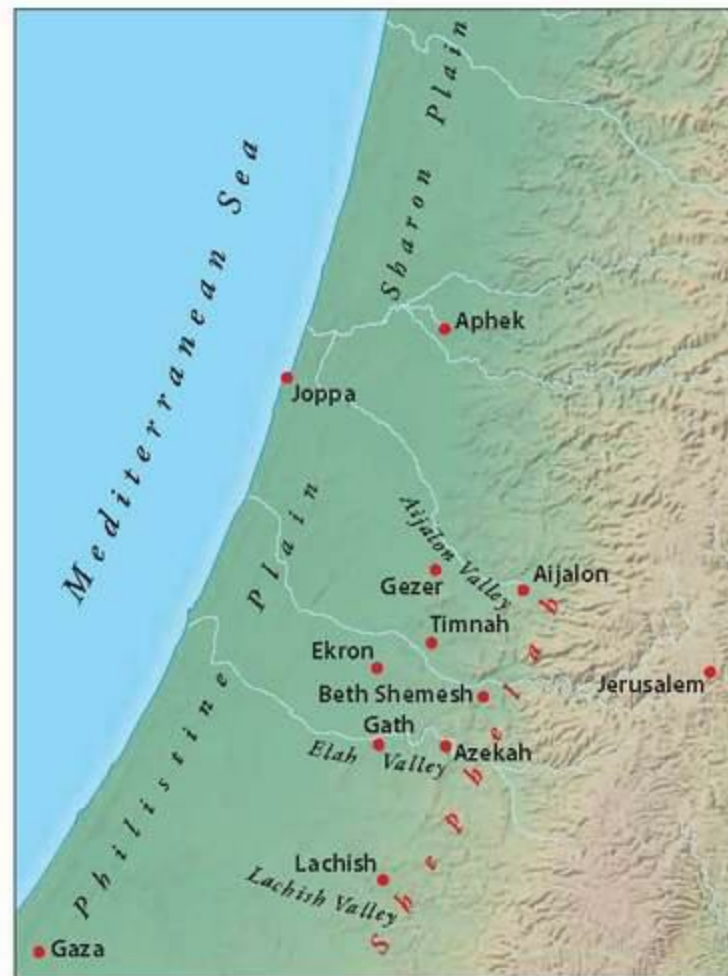 Mediterranean Sea
Sharon Plain
Aphek
Joppa
Philistine Plain
Aijalon Valley
Gezer
Aijalon
Timnah
Ekron
Jerusalem
Beth Shemesh
Gath
Elah Valley
Azekah
Shephelah
Lachish
Lachish Valley
Gaza